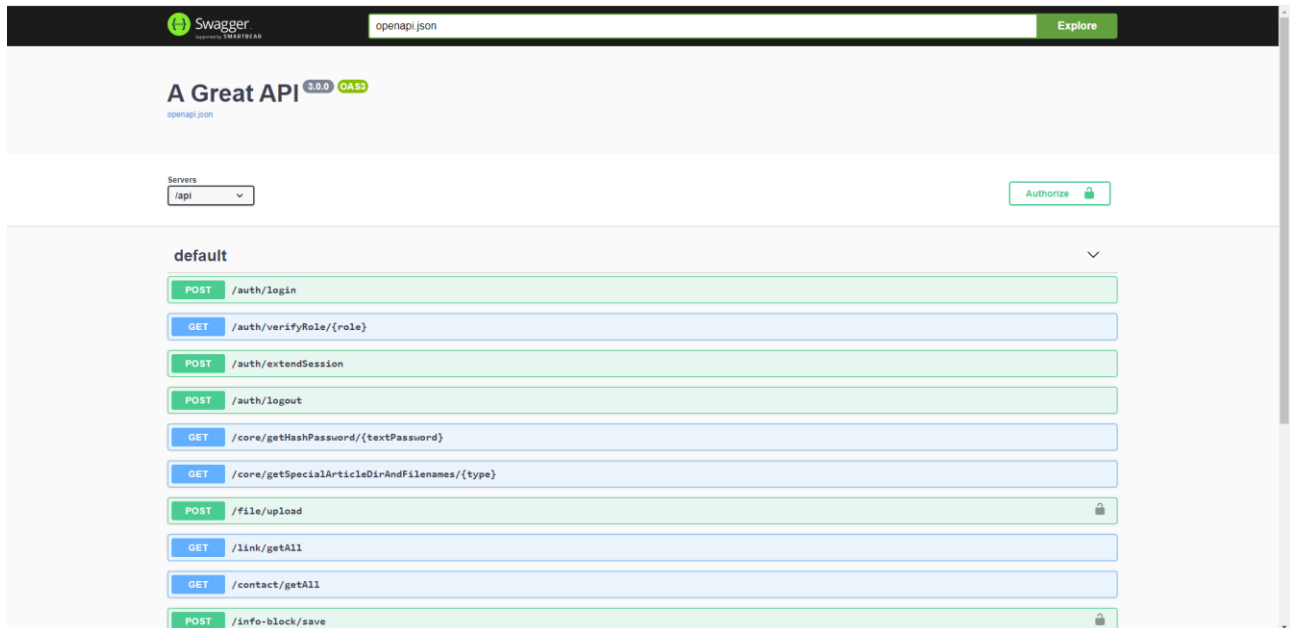 Swagger.
Supported by SMARTBEAR
openapi.json
Explore
A Great API 3.0.0 OAS3
openapi.json
Servers
/api
Authorize
default
POST /auth/login
GET /auth/verifyRole/{role}
POST /auth/extendSession
POST /auth/logout
GET /core/getHashPassword/{textPassword}
GET /core/getSpecialArticleDirAndFilenames/{type}
POST /file/upload
GET /link/getAll
GET /contact/getAll
POST /info-block/save